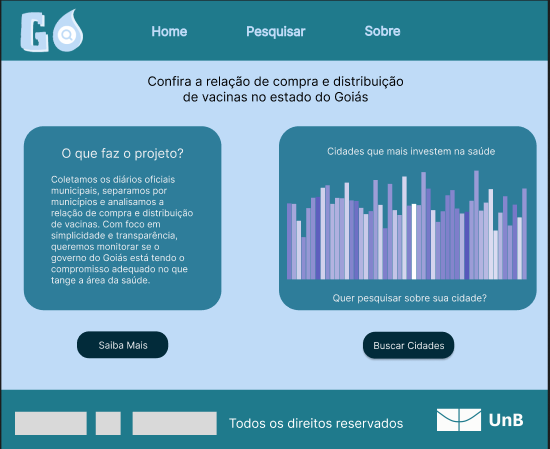 GO
Home
Pesquisar
Sobre
Confira a relação de compra e distribuição
de vacinas no estado do Goiás
O que faz o projeto?
Coletamos os diários oficiais
municipais, separamos por
municípios e analisamos a
relação de compra e distribuição
de vacinas. Com foco em
simplicidade e transparência,
queremos monitorar se o
governo do Goiás está tendo o
compromisso adequado no que
tange a área da saúde.
Cidades que mais investem na saúde
Quer pesquisar sobre sua cidade?
Saiba Mais
Buscar Cidades
Todos os direitos reservados
UnB